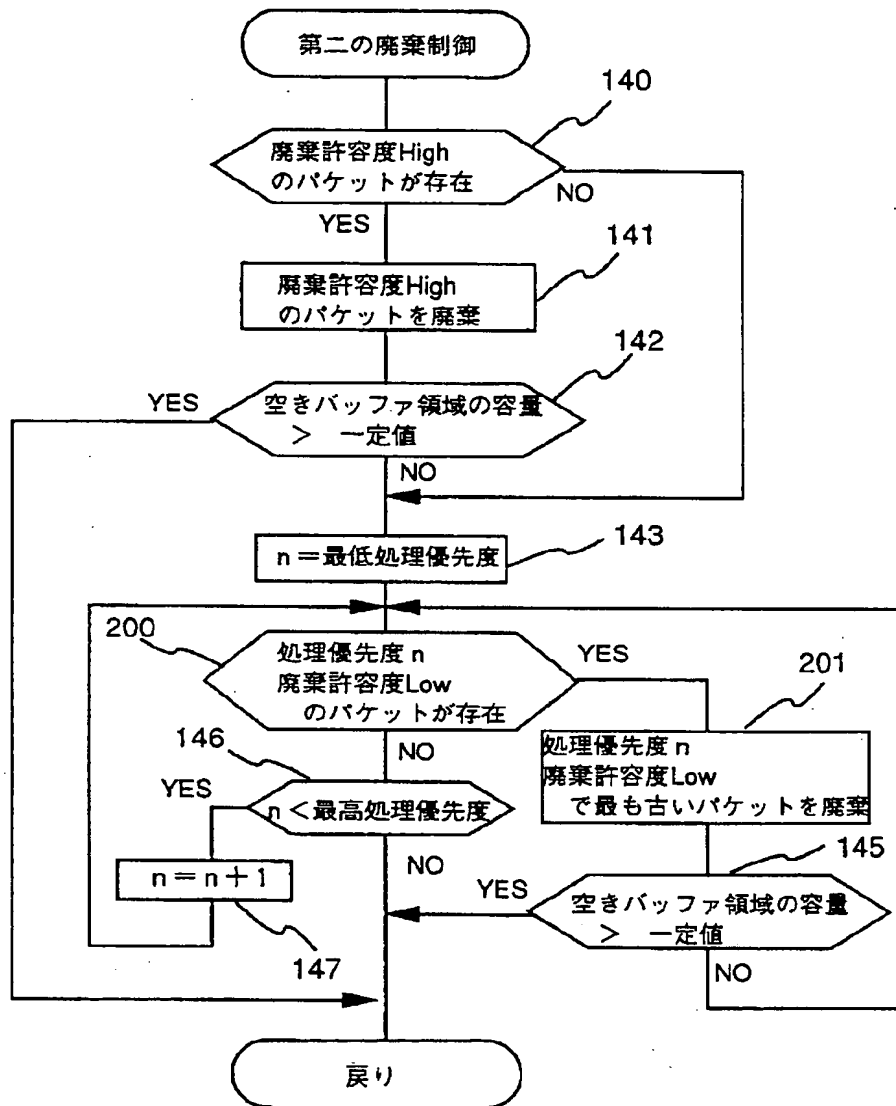 第二の廃棄制御
140
廃棄許容度High
のパケットが存在
NO
YES
141
廃棄許容度High
のパケットを廃棄
142
YES
空きバッファ領域の容量
＞ 一定値
NO
n＝最低処理優先度
143
200
処理優先度 n
廃棄許容度Low
のパケットが存在
YES
201
処理優先度 n
廃棄許容度Low
で最も古いパケットを廃棄
146
NO
YES
n＜最高処理優先度
145
n＝n＋1
NO
YES
空きバッファ領域の容量
＞ 一定値
147
NO
戻り